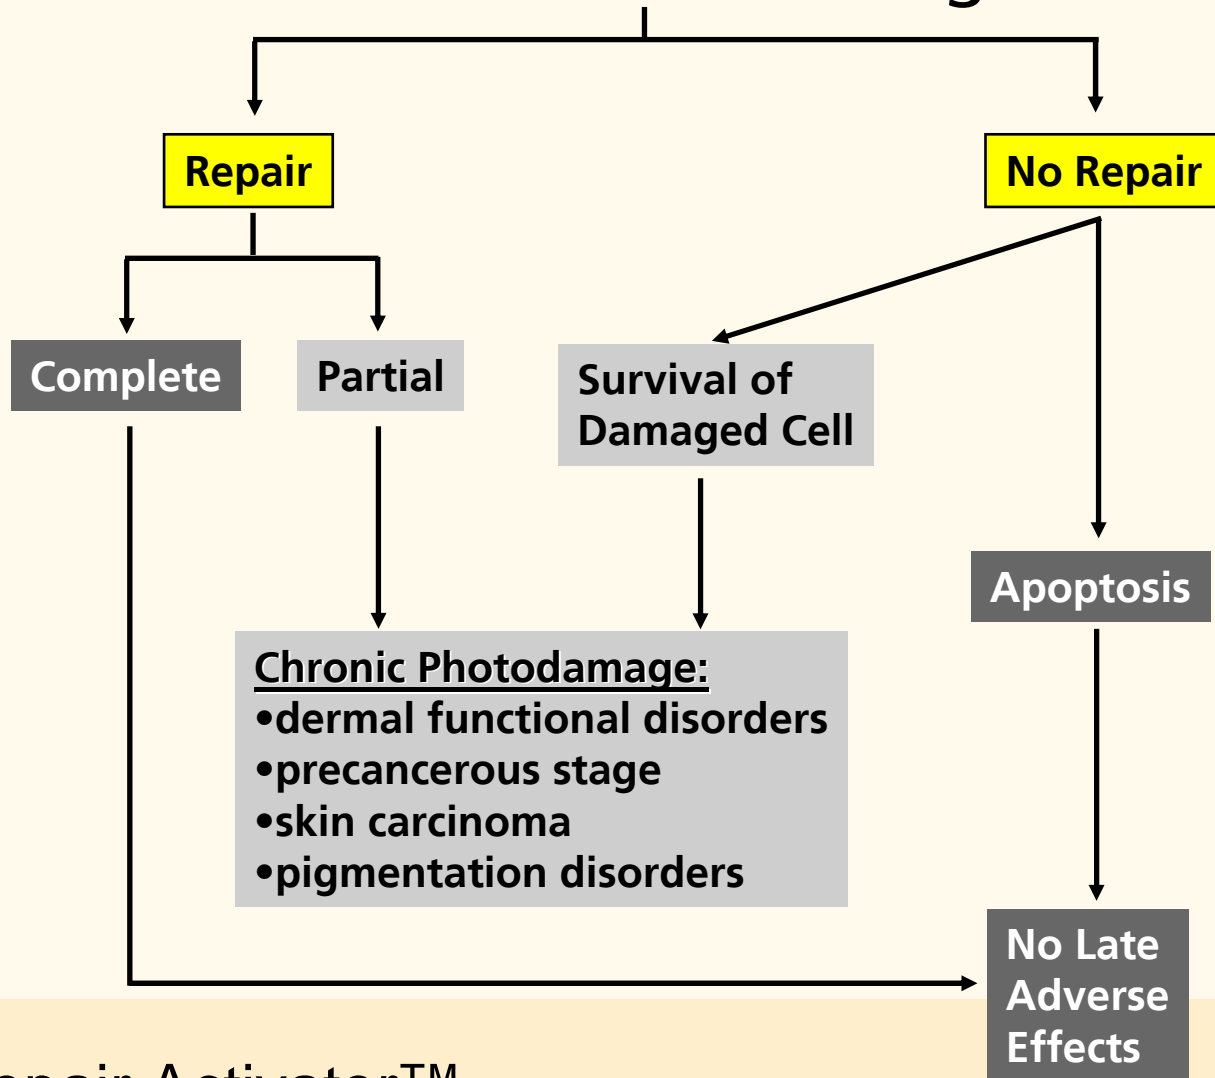 Repair
No Repair
Complete
Partial
Survival of
Damaged Cell
Apoptosis
Chronic Photodamage:
•dermal functional disorders
•precancerous stage
•skin carcinoma
•pigmentation disorders
No Late
Adverse
Effects
Activator™